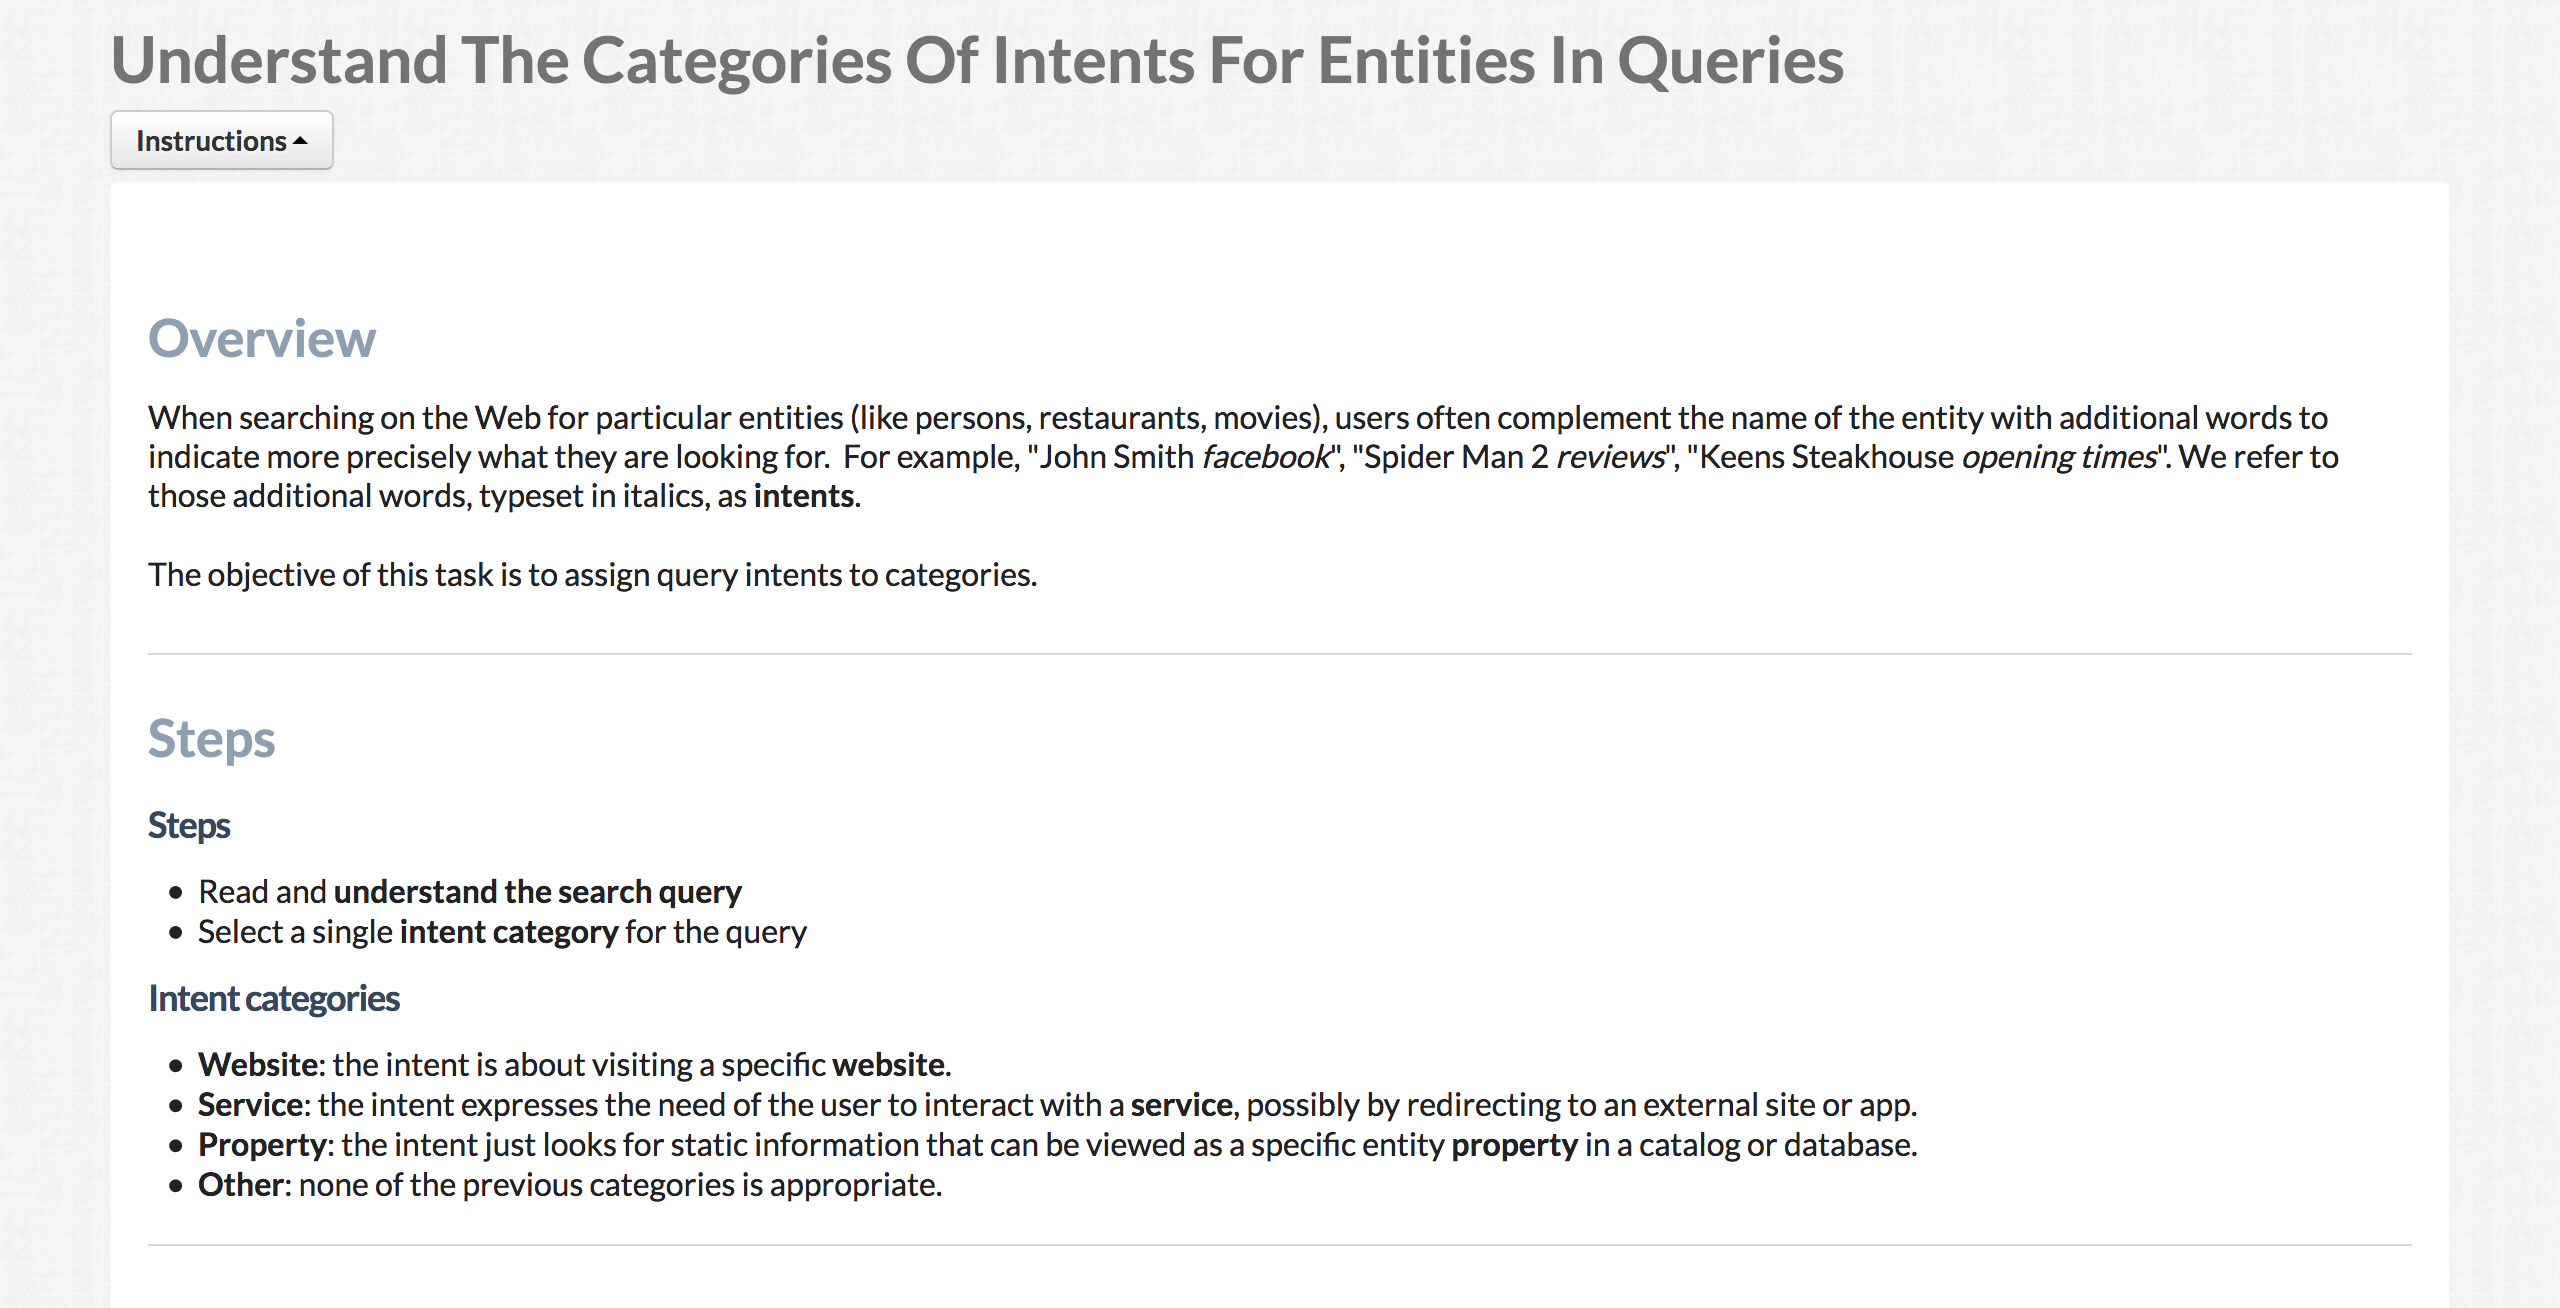 Understand The Categories Of Intents For Entities In Queries
Instructions
Overview
When searching on the Web for particular entities (like persons, restaurants, movies), users often complement the name of the entity with additional words to
indicate more precisely what they are looking for.  For example, "John Smith facebook", "Spider Man 2 reviews", "Keens Steakhouse opening times". We refer to
those additional words, typeset in italics, as intents.
The objective of this task is to assign query intents to categories.
Steps
Steps
• Read and understand the search query
• Select a single intent category for the query
Intent categories
• Website: the intent is about visiting a specific website.
• Service: the intent expresses the need of the user to interact with a service, possibly by redirecting to an external site or app.
• Property: the intent just looks for static information that can be viewed as a specific entity property in a catalog or database.
• Other: none of the previous categories is appropriate.